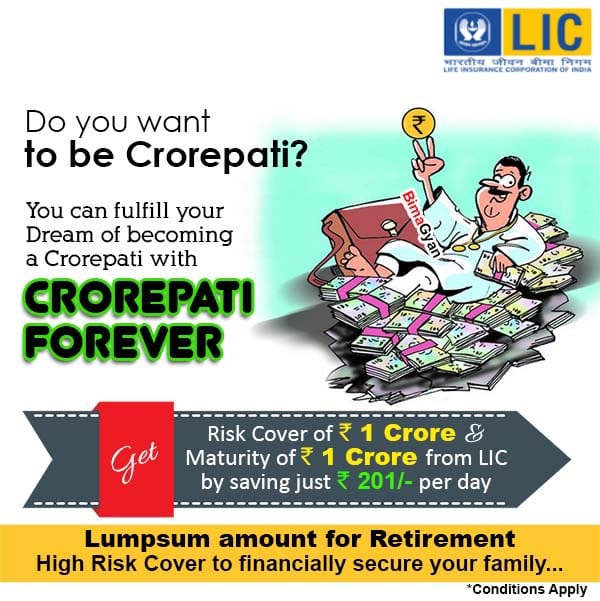 LIC
भारतीय जीवन बीमा निगम
LIFE INSURANCE CORPORATION OF INDIA
Do you want
to be Crorepati?
₹
BimaGyan
You can fulfill your
Dream of becoming
a Crorepati with
CROREPATI
FOREVER
Get
Risk Cover of ₹ 1 Crore &
Maturity of ₹ 1 Crore from LIC
by saving just ₹ 201/- per day
Lumpsum amount for Retirement
High Risk Cover to financially secure your family...
*Conditions Apply